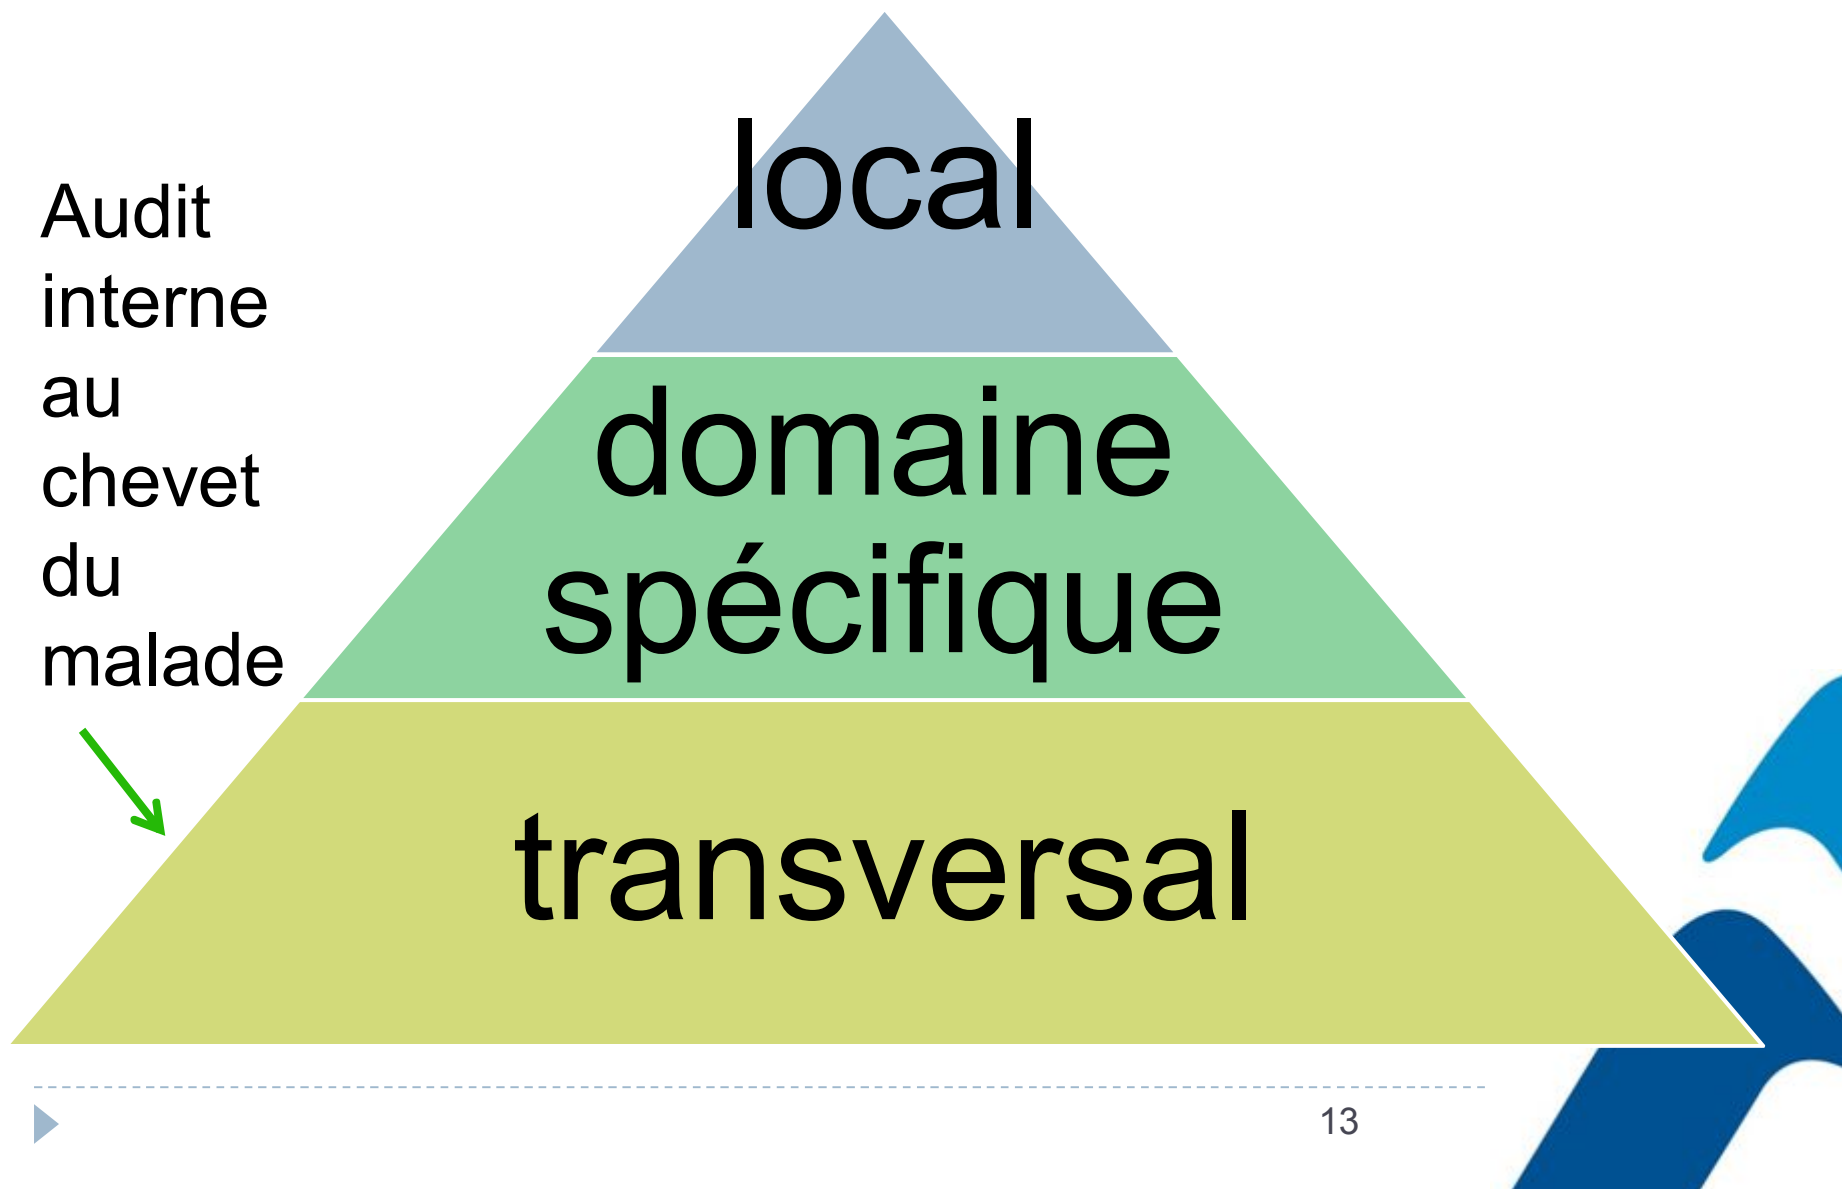 local
Audit
interne
au
chevet
du
malade
domaine
spécifique
transversal
13